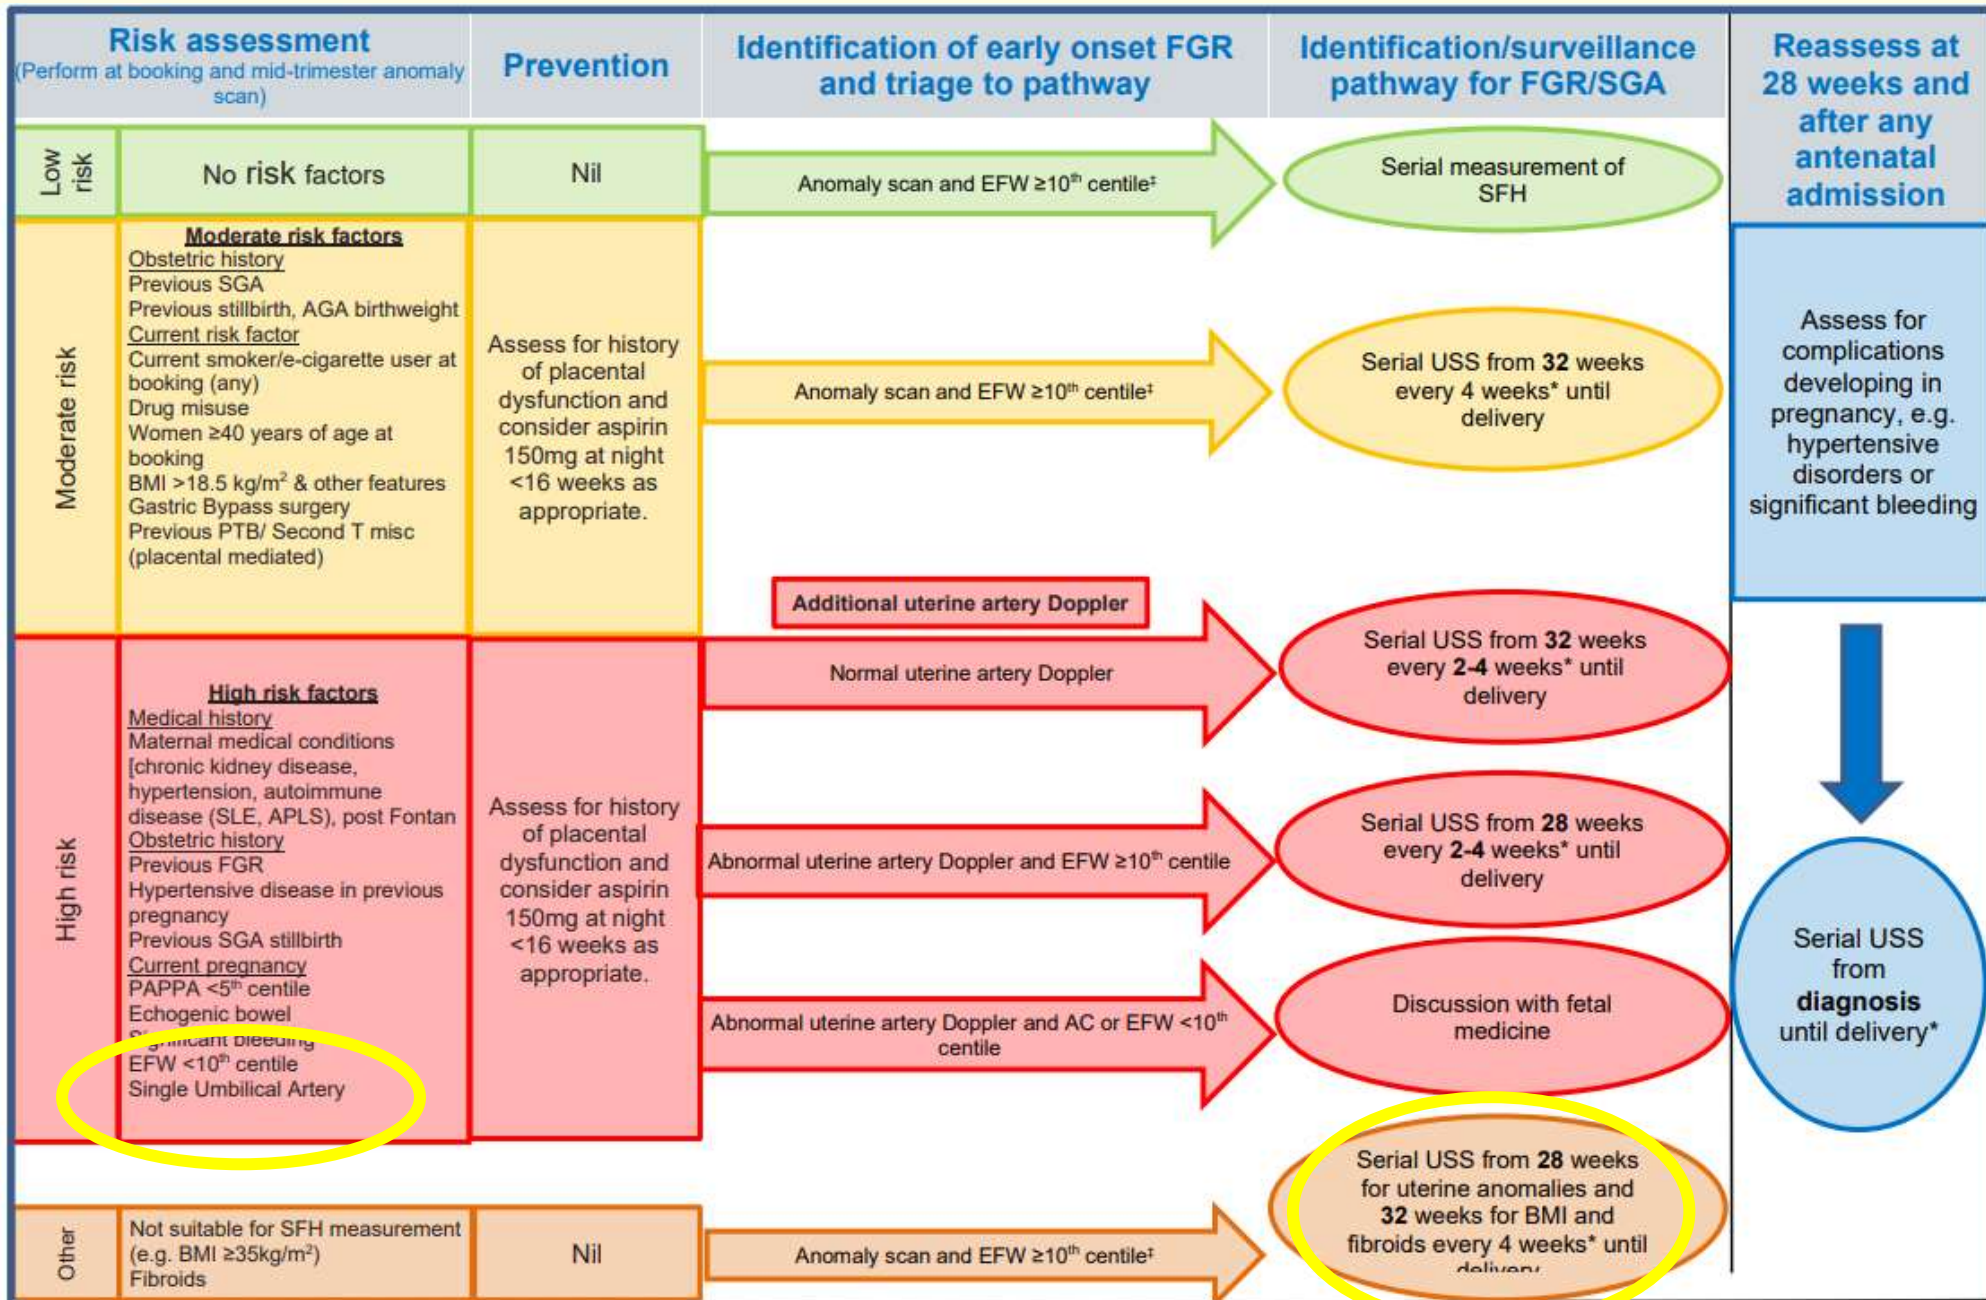 Risk assessment
(Perform at booking and mid-trimester anomaly
scan)
Prevention
Identification of early onset FGR
and triage to pathway
Identification/surveillance
pathway for FGR/SGA
Reassess at
28 weeks and
after any
antenatal
admission
Low
risk
No risk factors
Nil
Anomaly scan and EFW ≥10th centile‡
Serial measurement of
SFH
Moderate risk
Moderate risk factors
Obstetric history
Previous SGA
Previous stillbirth, AGA birthweight
Current risk factor
Current smoker/e-cigarette user at
booking (any)
Drug misuse
Women ≥40 years of age at
booking
BMI >18.5 kg/m2 & other features
Gastric Bypass surgery
Previous PTB/ Second T misc
(placental mediated)
Assess for history
of placental
dysfunction and
consider aspirin
150mg at night
<16 weeks as
appropriate.
Anomaly scan and EFW ≥10th centile‡
Serial USS from 32 weeks
every 4 weeks* until
delivery
Assess for
complications
developing in
pregnancy, e.g.
hypertensive
disorders or
significant bleeding
High risk
High risk factors
Medical history
Maternal medical conditions
[chronic kidney disease,
hypertension, autoimmune
disease (SLE, APLS), post Fontan
Obstetric history
Previous FGR
Hypertensive disease in previous
pregnancy
Previous SGA stillbirth
Current pregnancy
PAPPA <5th centile
Echogenic bowel
Significant bleeding
EFW <10th centile
Single Umbilical Artery
Assess for history
of placental
dysfunction and
consider aspirin
150mg at night
<16 weeks as
appropriate.
Additional uterine artery Doppler
Normal uterine artery Doppler
Serial USS from 32 weeks
every 2-4 weeks* until
delivery
Abnormal uterine artery Doppler and EFW ≥10th centile
Serial USS from 28 weeks
every 2-4 weeks* until
delivery
Abnormal uterine artery Doppler and AC or EFW <10th
centile
Discussion with fetal
medicine
Serial USS
from
diagnosis
until delivery*
Other
Not suitable for SFH measurement
(e.g. BMI ≥35kg/m2)
Fibroids
Nil
Anomaly scan and EFW ≥10th centile‡
Serial USS from 28 weeks
for uterine anomalies and
32 weeks for BMI and
fibroids every 4 weeks* until
delivery